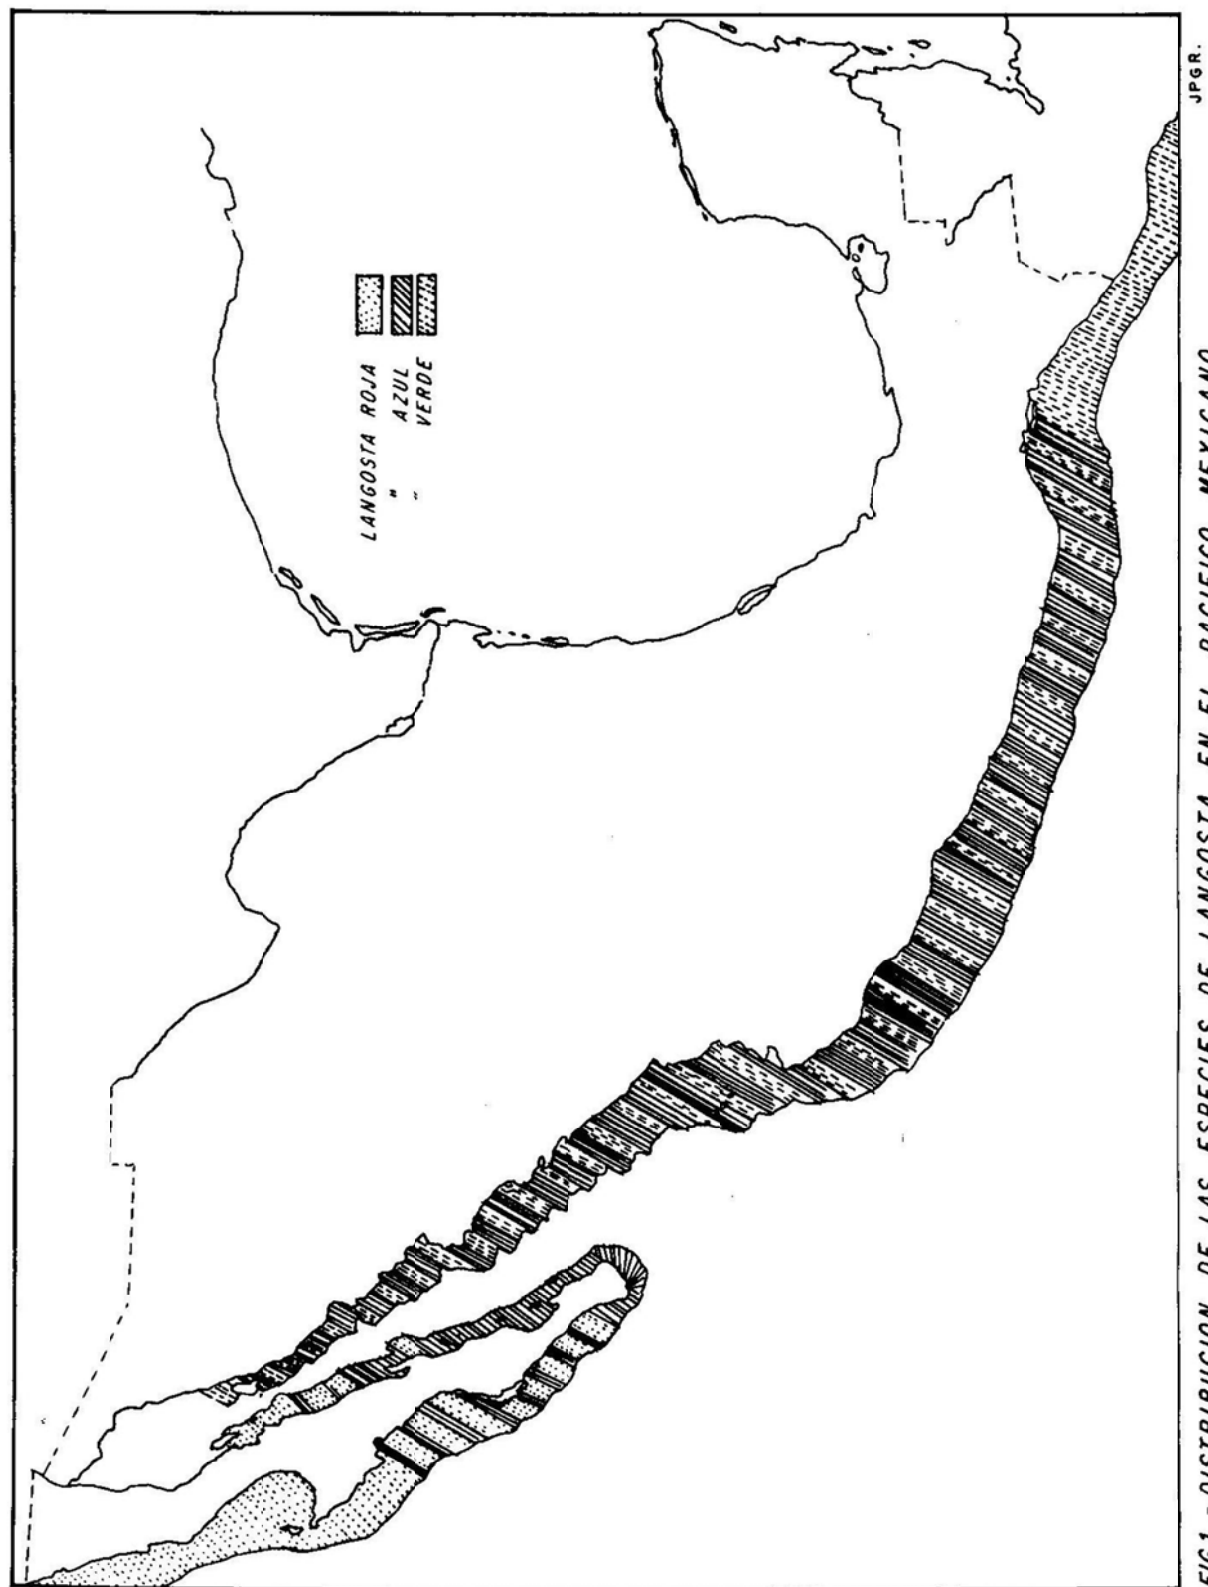 LANGOSTA ROJA
" AZUL
" VERDE
JPGR.
FIG.1.- DISTRIBUCION DE LAS ESPECIES DE LANGOSTA EN EL PACIFICO MEXICANO